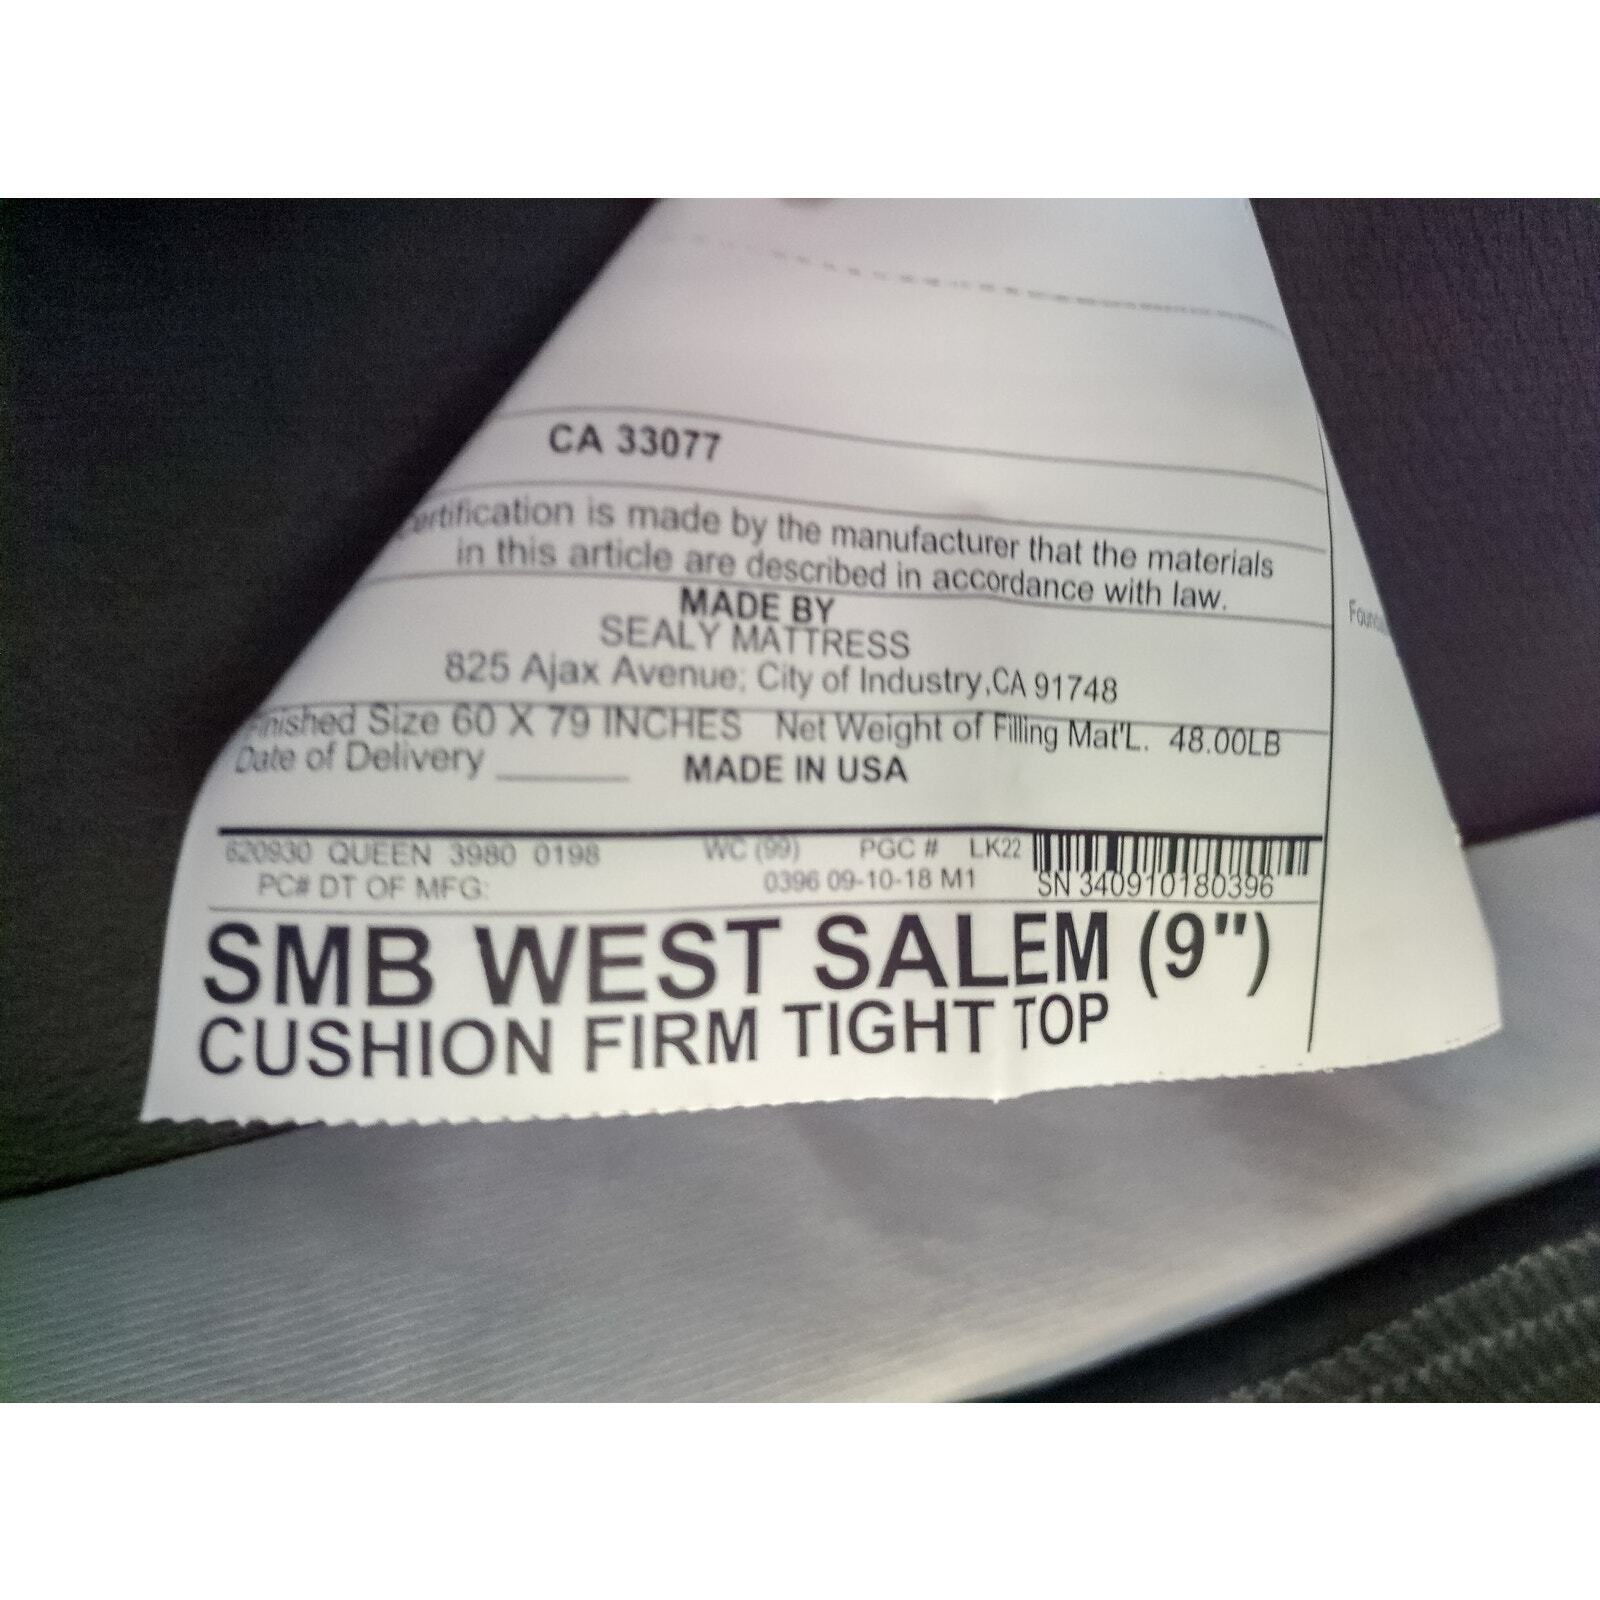 CA 33077
ertification is made by the manufacturer that the materials
in this article are described in accordance with law.
MADE BY
SEALY MATTRESS
825 Ajax Avenue; City of Industry,CA 91748
Finished Size 60 X 79 INCHES Net Weight of Filling Mat'L. 48.00LB
Date of Delivery ________ MADE IN USA
620930 QUEEN 3980 0198 WC (99) PGC # LK22
PC# DT OF MFG: 0396 09-10-18 M1 SN 340910180396
SMB WEST SALEM (9")
CUSHION FIRM TIGHT TOP